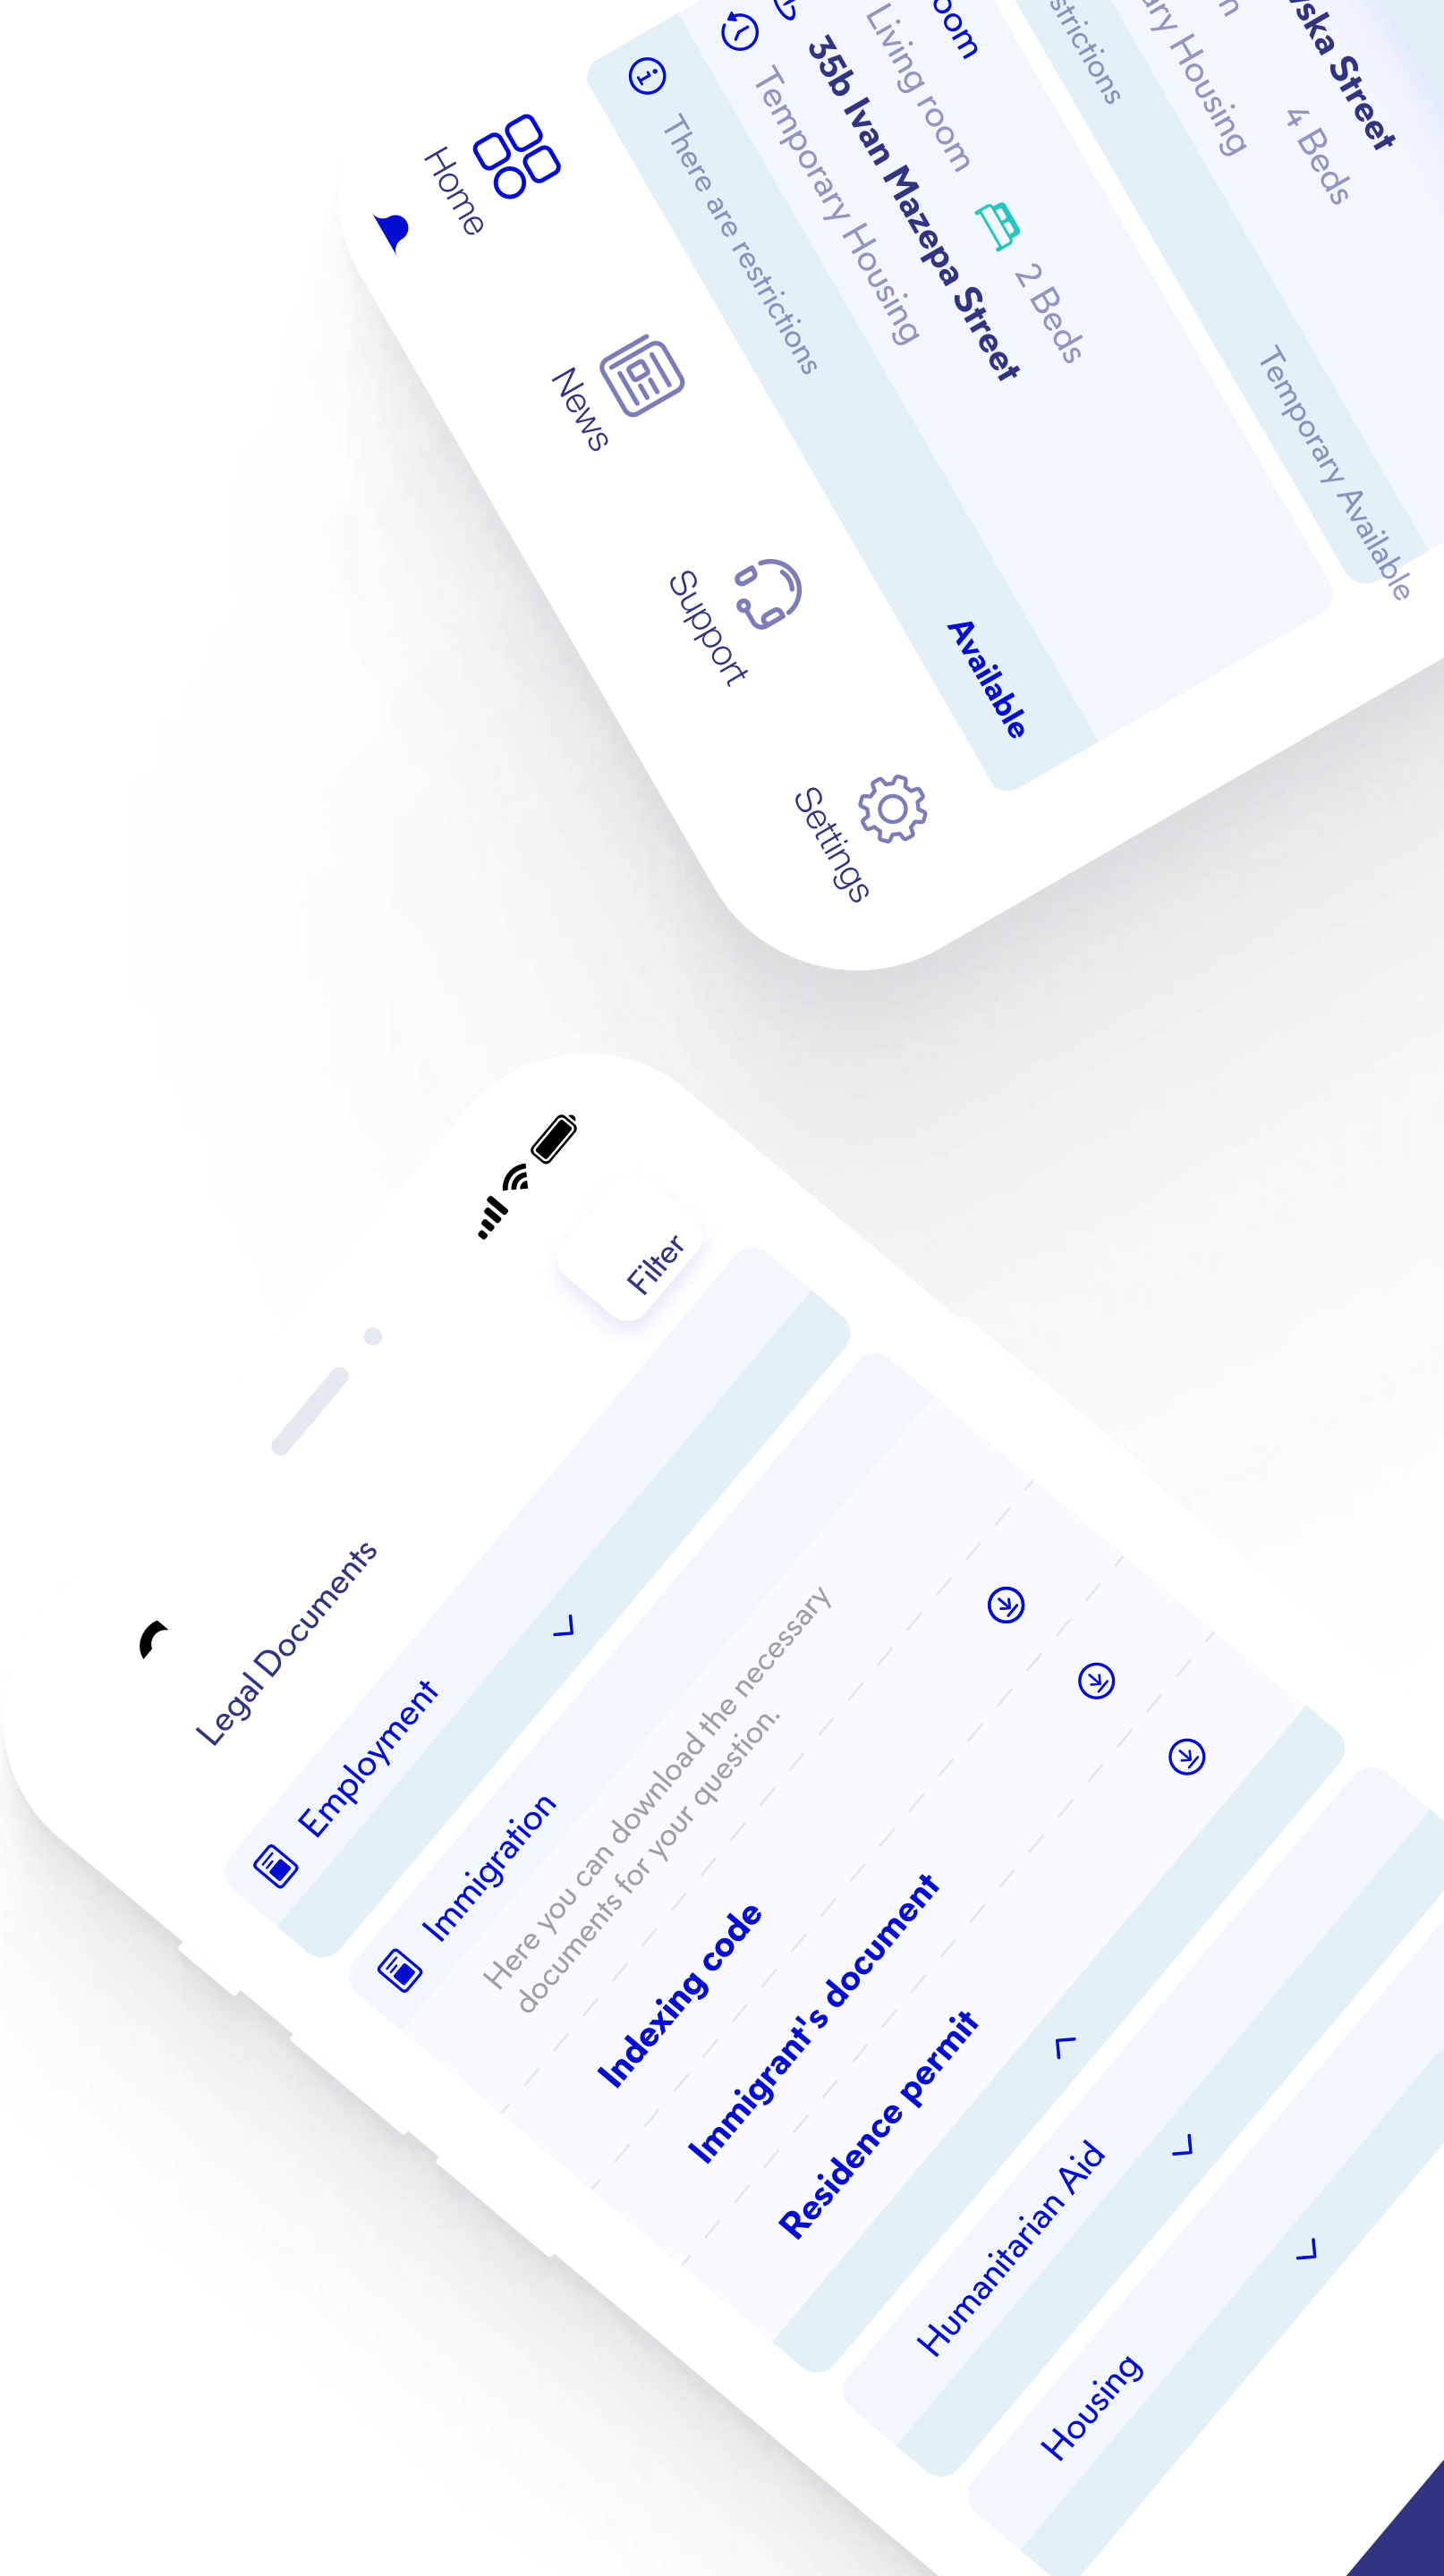 Living room
2 Beds
35b Ivan Mazepa Street
Temporary Housing
There are restrictions
Available
4 Beds
Street
Housing
Temporary Available
Home
News
Support
Settings
Legal Documents
Filter
Employment
Immigration
Here you can download the necessary
documents for your question.
Indexing code
Immigrant's document
Residence permit
Humanitarian Aid
Housing